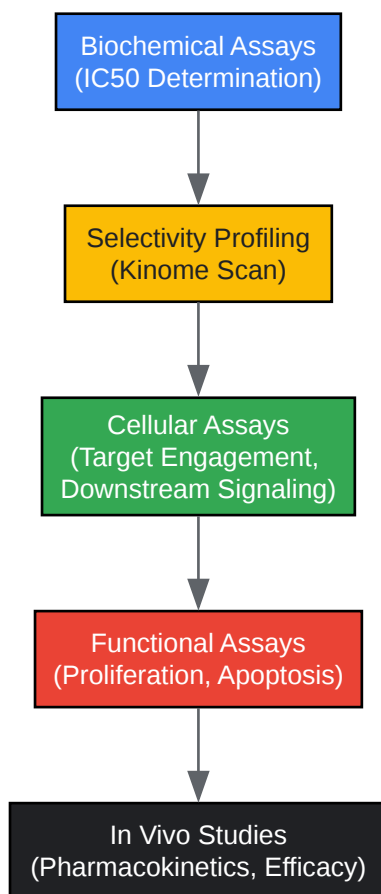 Biochemical Assays
(IC50 Determination)
Selectivity Profiling
(Kinome Scan)
Cellular Assays
(Target Engagement,
Downstream Signaling)
Functional Assays
(Proliferation, Apoptosis)
In Vivo Studies
(Pharmacokinetics, Efficacy)